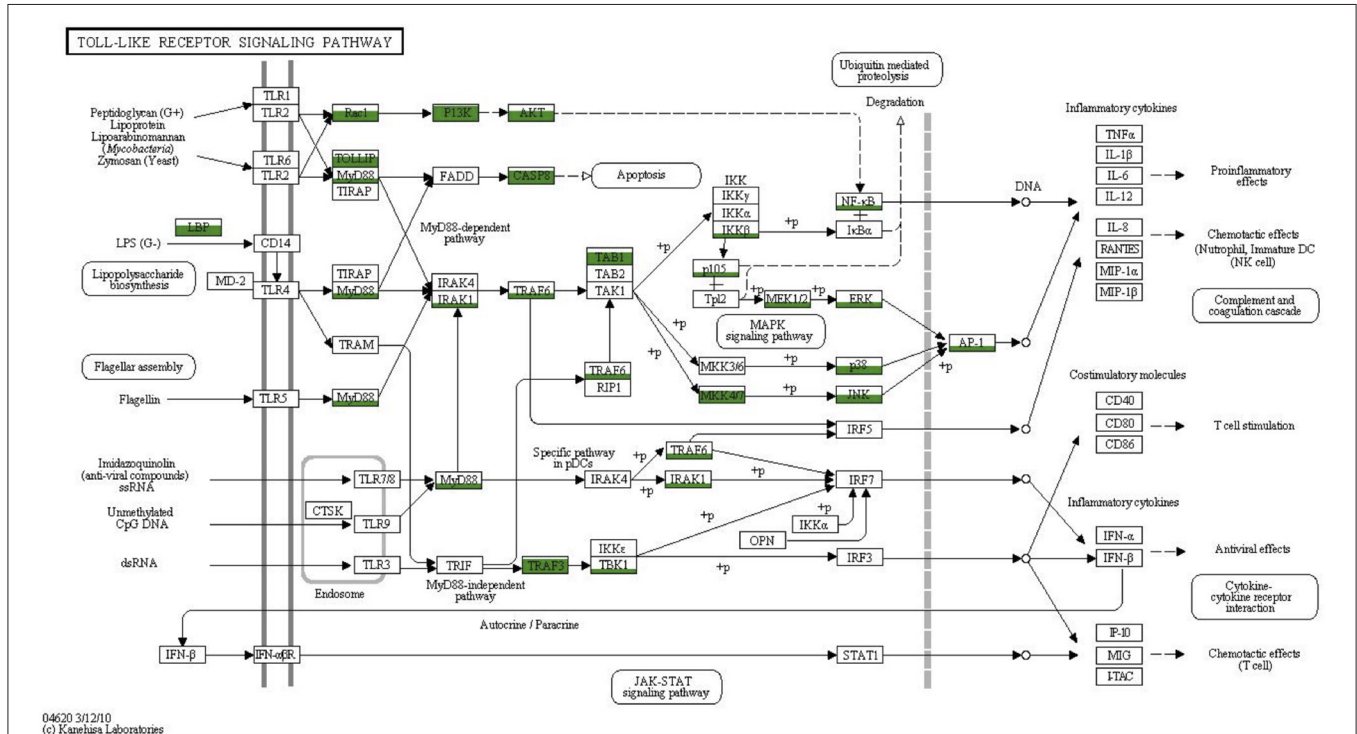 TOLL-LIKE RECEPTOR SIGNALING PATHWAY
Peptidoglycan (G+)
Lipoprotein
Lipoarabinomannan
(Mycobacteria)
Zymosan (Yeast)
TLR1
TLR2
TLR6
TLR2
Rac1
P13K
AKT
TOLLIP
MyD88
TIRAP
FADD
CASP8
Apoptosis
MyD88-dependent
pathway
Ubiquitin mediated
proteolysis
Degradation
LBP
LPS (G-)
CD14
Lipopolysaccharide
biosynthesis
MD-2
TLR4
TIRAP
MyD88
IRAK4
IRAK1
TRAF6
TAB1
TAB2
TAK1
IKK
IKKγ
IKKα
IKKβ
+p
+p
NF-κB
IκBα
p105
Tpl2
+p
MEK1/2
+p
ERK
MAPK
signaling pathway
TRAM
TRAF6
RIP1
+p
+p
MKK3/6
+p
p38
MKK4/7
+p
JNK
AP-1
+p
DNA
Flagellar assembly
Flagellin
TLR5
MyD88
IRF5
Imidazoquinolin
(anti-viral compounds)
ssRNA
TLR7/8
MyD88
Specific pathway
in pDCs
IRAK4
+p
+p
TRAF6
IRAK1
+p
+p
IRF7
Unmethylated
CpG DNA
CTSK
TLR9
IKKα
OPN
dsRNA
TLR3
Endosome
TRIF
MyD88-independent
pathway
TRAF3
IKKε
TBK1
+p
+p
IRF3
Autocrine / Paracrine
IFN-β
IFN-αβR
STAT1
JAK-STAT
signaling pathway
Inflammatory cytokines
TNFα
IL-1β
IL-6
IL-12
Proinflammatory
effects
IL-8
RANTES
MIP-1α
MIP-1β
Chemotactic effects
(Nutrophil, Immature DC
(NK cell)
Complement and
coagulation cascade
Costimulatory molecules
CD40
CD80
CD86
T cell stimulation
Inflammatory cytokines
IFN-α
IFN-β
Antiviral effects
Cytokine-
cytokine receptor
interaction
IP-10
MIG
I-TAC
Chemotactic effects
(T cell)
04620 3/12/10
(c) Kanehisa Laboratories